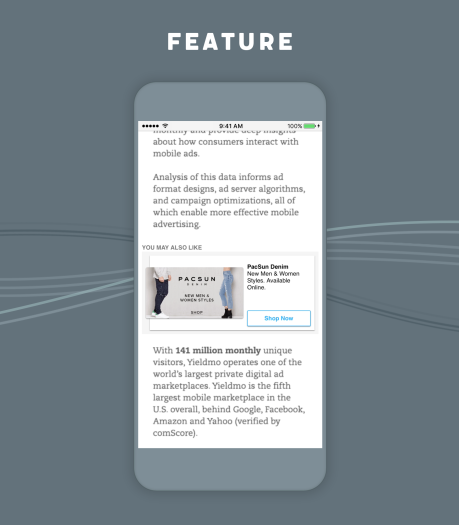 FEATURE
9:41 AM
100%
monthly and provide deep insights
about how consumers interact with
mobile ads.
Analysis of this data informs ad
format designs, ad server algorithms,
and campaign optimizations, all of
which enable more effective mobile
advertising.
YOU MAY ALSO LIKE
PACSUN
DENIM
NEW MEN &
WOMEN STYLES
SHOP
PacSun Denim
New Men & Women
Styles. Available
Online.
Shop Now
With 141 million monthly unique
visitors, Yieldmo operates one of the
world's largest private digital ad
marketplaces. Yieldmo is the fifth
largest mobile marketplace in the
U.S. overall, behind Google, Facebook,
Amazon and Yahoo (verified by
comScore).